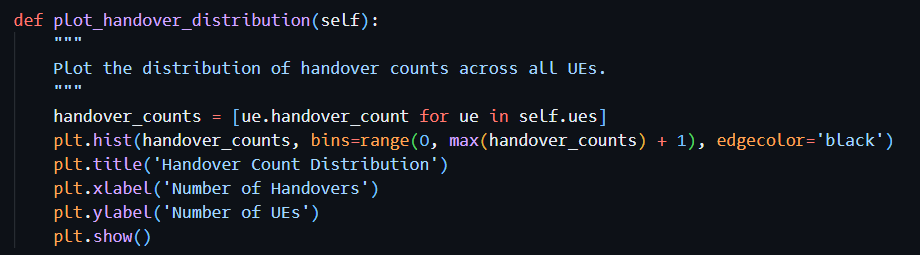 def plot_handover_distribution(self):
    """
    Plot the distribution of handover counts across all UEs.
    """
    handover_counts = [ue.handover_count for ue in self.ues]
    plt.hist(handover_counts, bins=range(0, max(handover_counts) + 1), edgecolor='black')
    plt.title('Handover Count Distribution')
    plt.xlabel('Number of Handovers')
    plt.ylabel('Number of UEs')
    plt.show()